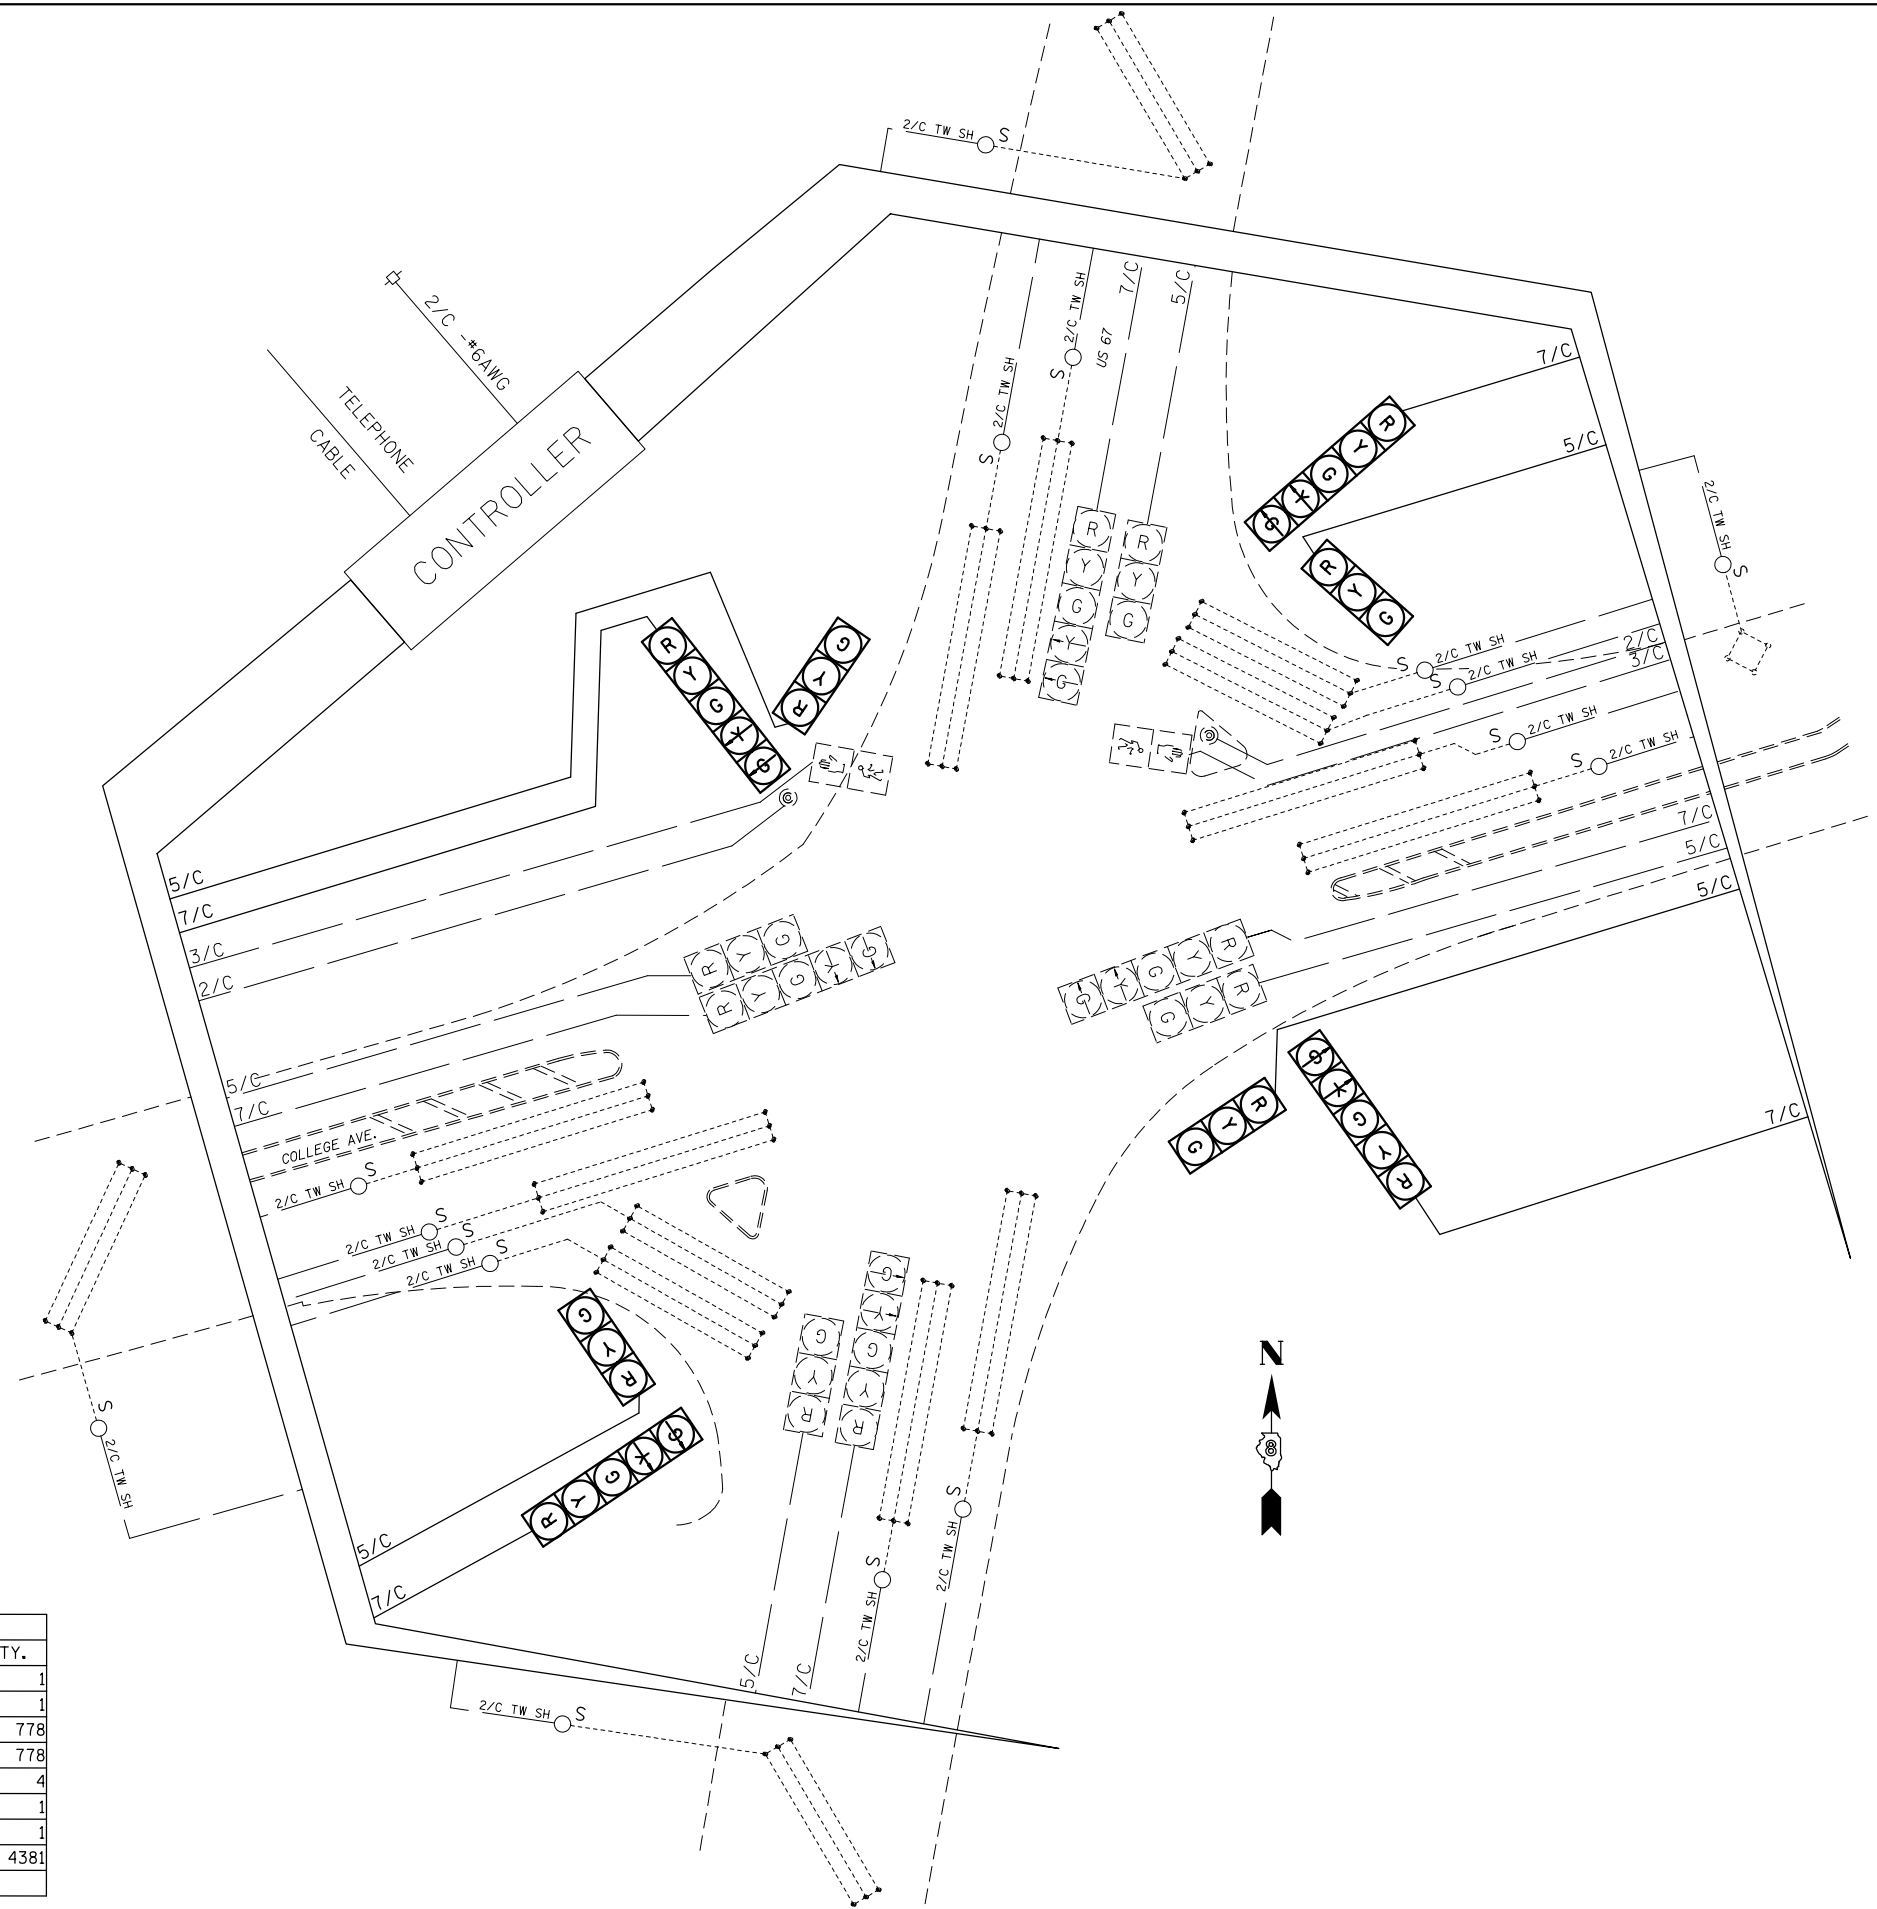 2/C TW SH S
2/C -#6AWG
TELEPHONE
CABLE
CONTROLLER
S 2/C TW SH
S 2/C TW SH
US 67
7/C
5/C
7/C
5/C
R Y G Y G
R Y G
2/C TW SH S
R Y G Y G
R Y G
R Y G Y G
R Y G
S 2/C TW SH
S 2/C TW SH
2/C
3/C
S 2/C TW SH
S 2/C TW SH
5/C
7/C
3/C
2/C
7/C
5/C
5/C
R Y G
R Y G Y G
G Y G Y R
G Y R
5/C
7/C
COLLEGE AVE.
2/C TW SH S
2/C TW SH S
2/C TW SH S
2/C TW SH S
G Y R
G Y G Y R
7/C
G Y R
R Y G Y G
G Y R
G Y G Y R
S 2/C TW SH
N
8
5/C
7/C
5/C
7/C
S 2/C TW SH
S 2/C TW SH
2/C TW SH S
TY.
1
1
778
778
4
1
1
4381